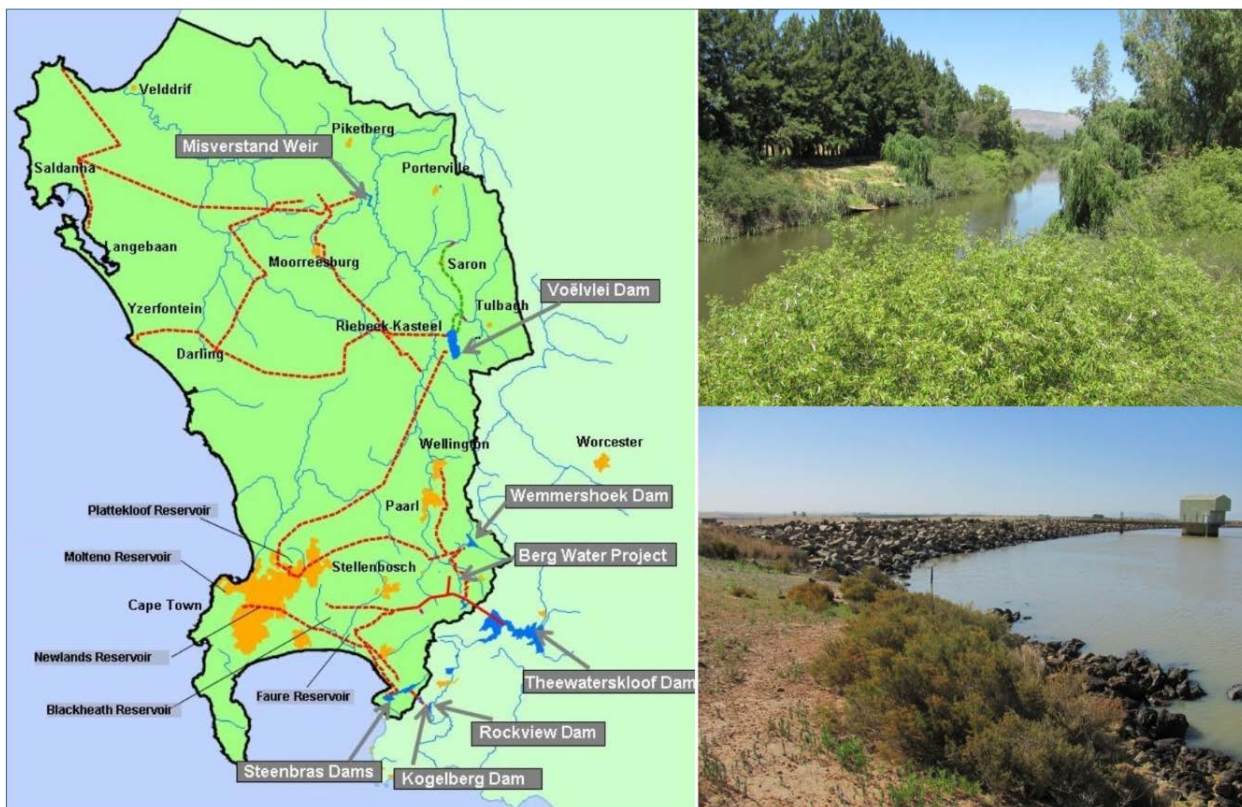 Velddrif
Piketberg
Misverstand Weir
Porterville
Saldanha
Langebaan
Moorreesburg
Saron
Voëlvlei Dam
Yzerfontein
Tulbagh
Riebeek-Kasteel
Darling
Wellington
Worcester
Wemmershoek Dam
Paarl
Plattekloof Reservoir
Berg Water Project
Molteno Reservoir
Stellenbosch
Cape Town
Newlands Reservoir
Theewaterskloof Dam
Faure Reservoir
Blackheath Reservoir
Rockview Dam
Steenbras Dams
Kogelberg Dam